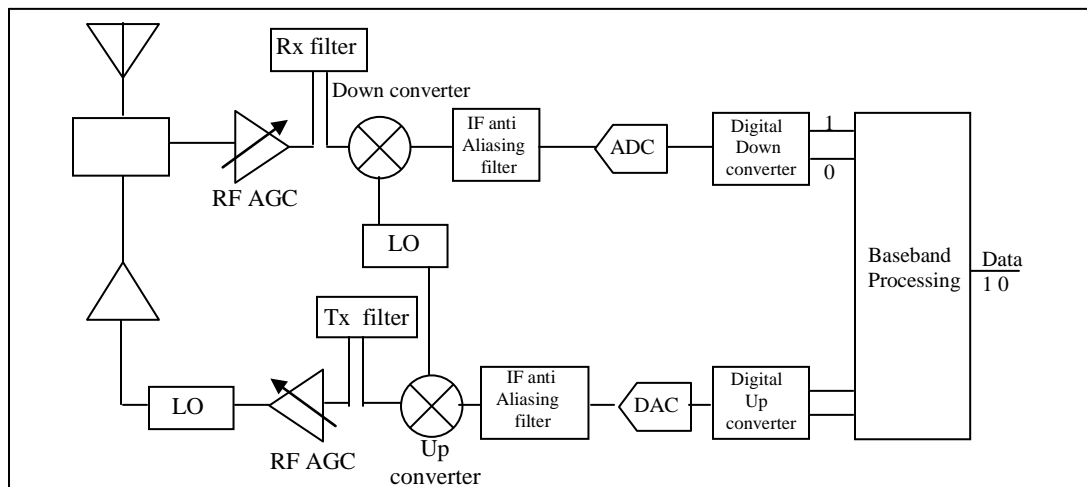 Rx filter
Down converter
RF AGC
IF anti
Aliasing
filter
ADC
Digital
Down
converter
1
0
LO
Baseband
Processing
Data
1 0
Tx filter
LO
RF AGC
Up
converter
IF anti
Aliasing
filter
DAC
Digital
Up
converter